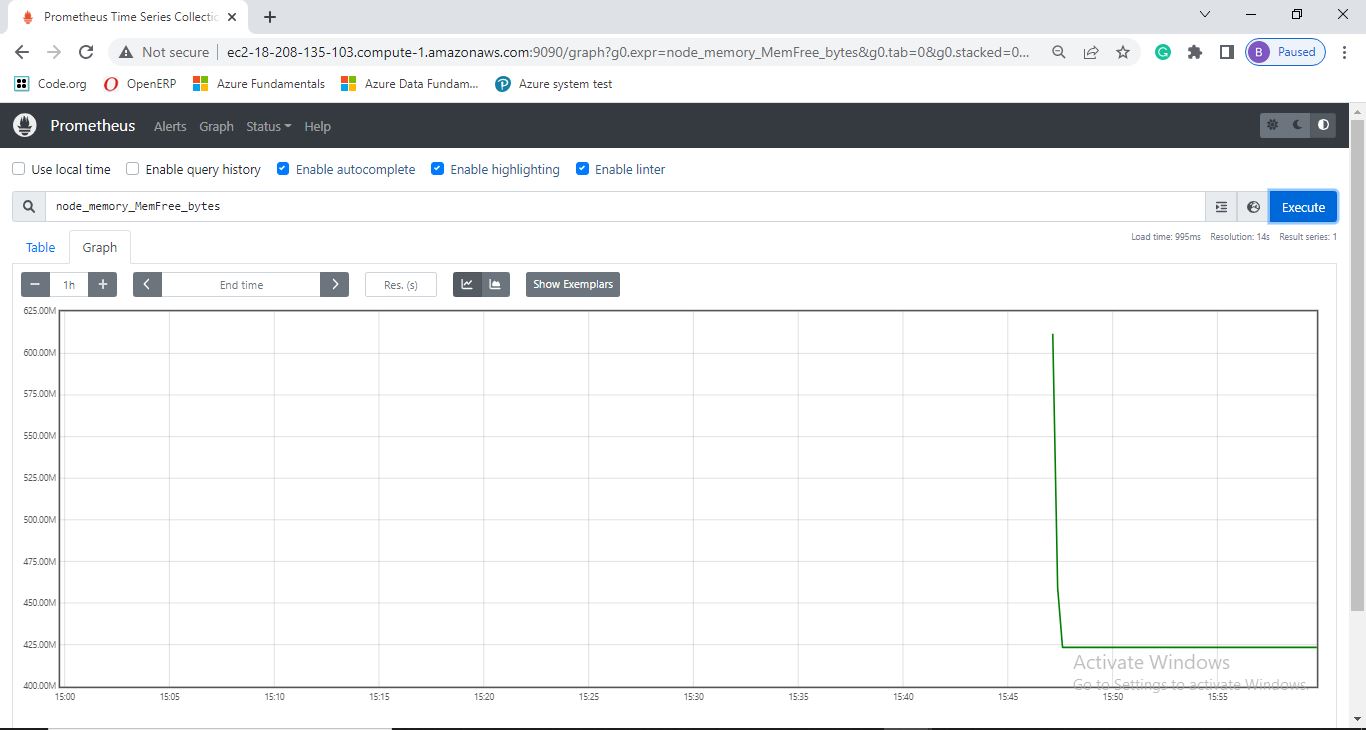 Prometheus Time Series Collectio
Not secure
ec2-18-208-135-103.compute-1.amazonaws.com:9090/graph?g0.expr=node_memory_MemFree_bytes&g0.tab=0&g0.stacked=0...
B Paused
Code.org
OpenERP
Azure Fundamentals
Azure Data Fundam...
Azure system test
Prometheus
Alerts
Graph
Status
Help
Use local time
Enable query history
Enable autocomplete
Enable highlighting
Enable linter
node_memory_MemFree_bytes
Execute
Load time: 995ms Resolution: 14s Result series: 1
Table
Graph
1h
End time
Res. (s)
Show Exemplars
625.00M
600.00M
575.00M
550.00M
525.00M
500.00M
475.00M
450.00M
425.00M
400.00M
15:00
15:05
15:10
15:15
15:20
15:25
15:30
15:35
15:40
15:45
15:50
15:55
Activate Windows
Go to Settings to activate Windows.